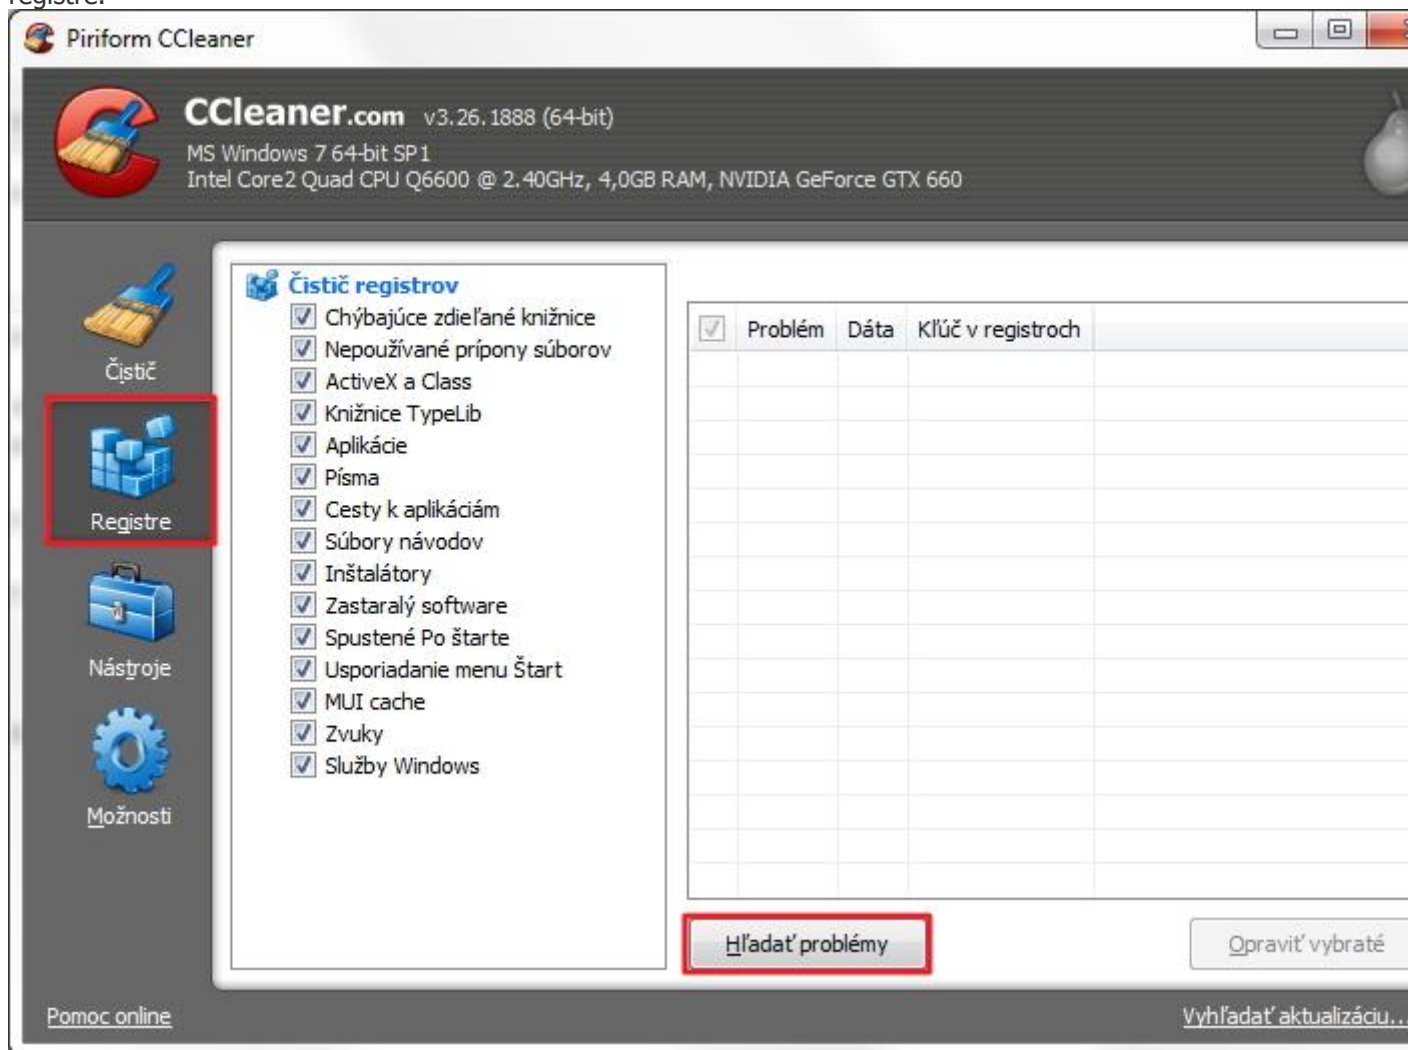 registre.
Piriform CCleaner
CCleaner.com v3.26.1888 (64-bit)
MS Windows 7 64-bit SP1
Intel Core2 Quad CPU Q6600 @ 2.40GHz, 4,0GB RAM, NVIDIA GeForce GTX 660
Čistič
Registre
Nástroje
Možnosti
Čistič registrov
Chýbajúce zdieľané knižnice
Nepoužívané prípony súborov
ActiveX a Class
Knižnice TypeLib
Aplikácie
Písma
Cesty k aplikáciám
Súbory návodov
Inštalátory
Zastaralý software
Spustené Po štarte
Usporiadanie menu Štart
MUI cache
Zvuky
Služby Windows
Problém Dáta Kľúč v registroch
Hľadať problémy
Opraviť vybraté
Pomoc online
Vyhľadať aktualizáciu...